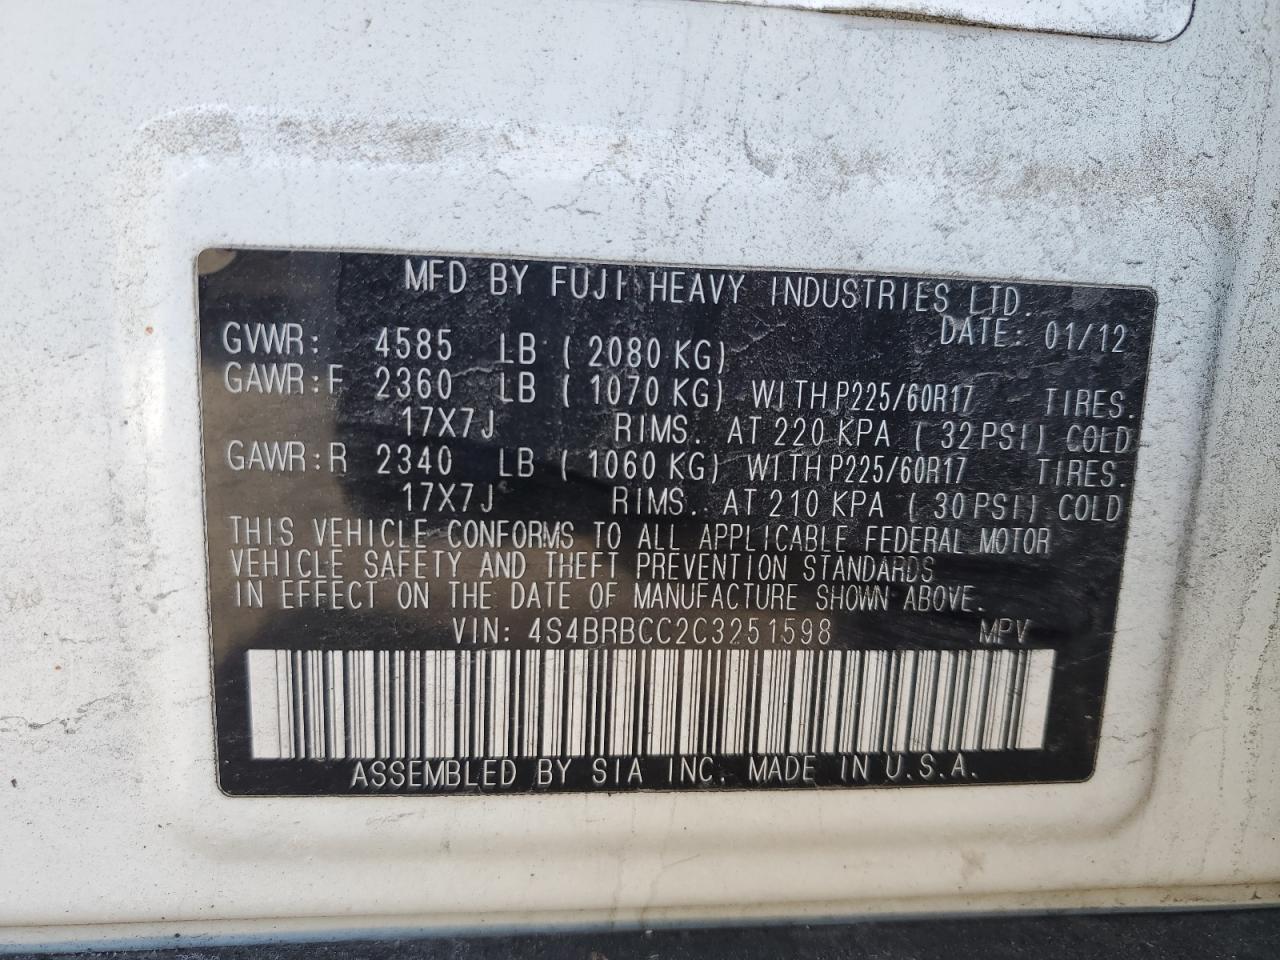 MFD BY FUJI HEAVY INDUSTRIES LTD.
DATE: 01/12
GVWR: 4585 LB ( 2080 KG)
GAWR:F 2360 LB ( 1070 KG) WITH P225/60R17 TIRES.
17X7J RIMS. AT 220 KPA ( 32 PSI) COLD
GAWR:R 2340 LB ( 1060 KG) WITH P225/60R17 TIRES.
17X7J RIMS. AT 210 KPA ( 30 PSI) COLD
THIS VEHICLE CONFORMS TO ALL APPLICABLE FEDERAL MOTOR
VEHICLE SAFETY AND THEFT PREVENTION STANDARDS
IN EFFECT ON THE DATE OF MANUFACTURE SHOWN ABOVE.
VIN: 4S4BRBCC2C3251598 MPV
ASSEMBLED BY SIA INC. MADE IN U.S.A.